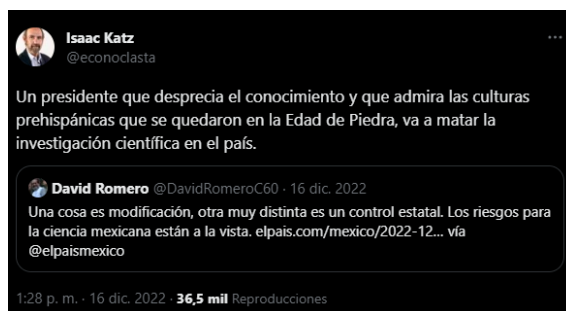 Isaac Katz
@econoclasta
Un presidente que desprecia el conocimiento y que admira las culturas
prehispánicas que se quedaron en la Edad de Piedra, va a matar la
investigación científica en el país.
David Romero @DavidRomeroC60 · 16 dic. 2022
Una cosa es modificación, otra muy distinta es un control estatal. Los riesgos para
la ciencia mexicana están a la vista. elpais.com/mexico/2022-12... vía
@elpaismexico
1:28 p. m. · 16 dic. 2022 · 36,5 mil Reproducciones